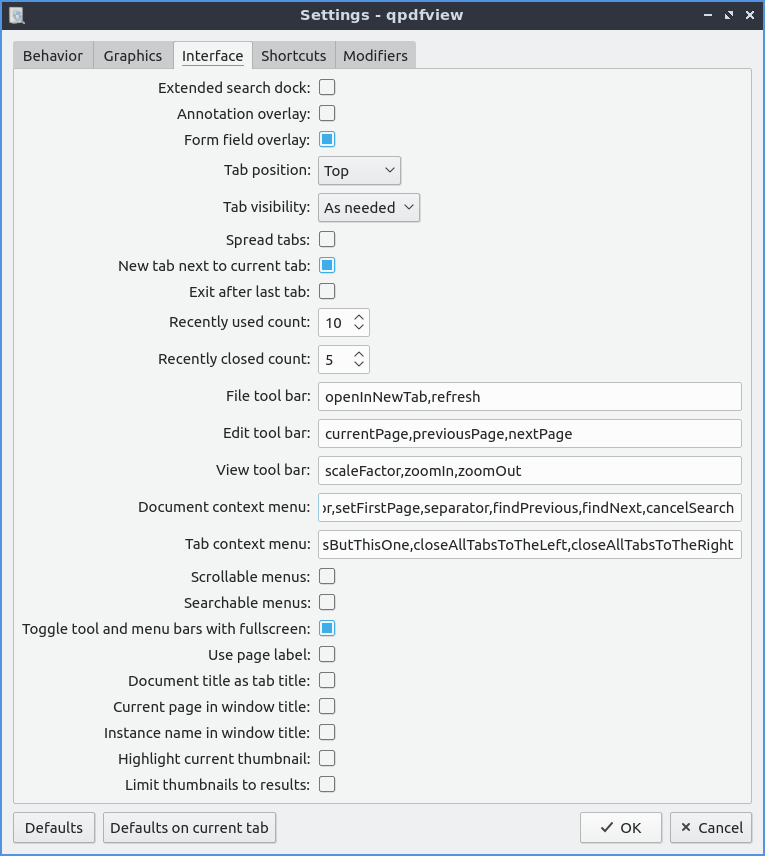 Settings - qpdfview
Behavior Graphics Interface Shortcuts Modifiers
Extended search dock:
Annotation overlay:
Form field overlay:
Tab position: Top
Tab visibility: As needed
Spread tabs:
New tab next to current tab:
Exit after last tab:
Recently used count: 10
Recently closed count: 5
File tool bar: openInNewTab,refresh
Edit tool bar: currentPage,previousPage,nextPage
View tool bar: scaleFactor,zoomIn,zoomOut
Document context menu: or,setFirstPage,separator,findPrevious,findNext,cancelSearch
Tab context menu: sButThisOne,closeAllTabsToTheLeft,closeAllTabsToTheRight
Scrollable menus:
Searchable menus:
Toggle tool and menu bars with fullscreen:
Use page label:
Document title as tab title:
Current page in window title:
Instance name in window title:
Highlight current thumbnail:
Limit thumbnails to results:
Defaults Defaults on current tab OK Cancel